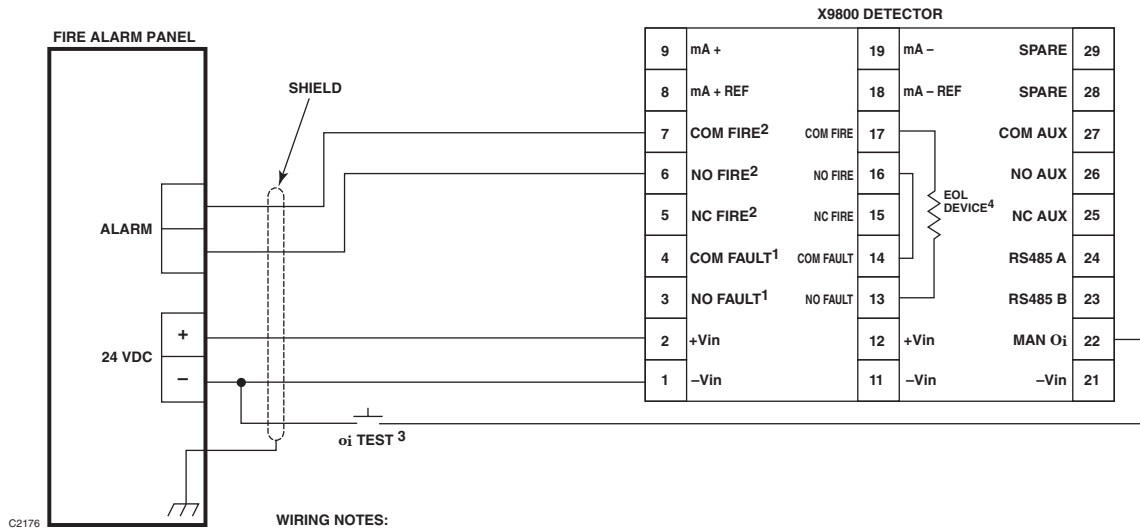 X9800 DETECTOR
FIRE ALARM PANEL
SHIELD
ALARM
24 VDC
+
–
oi TEST 3
9 mA +
8 mA + REF
7 COM FIRE2
6 NO FIRE2
5 NC FIRE2
4 COM FAULT1
3 NO FAULT1
2 +Vin
1 –Vin
COM FIRE 17
NO FIRE 16
NC FIRE 15
COM FAULT 14
NO FAULT 13
19 mA –
18 mA – REF
12 +Vin
11 –Vin
EOL
DEVICE4
SPARE 29
SPARE 28
COM AUX 27
NO AUX 26
NC AUX 25
RS485 A 24
RS485 B 23
MAN Oi 22
–Vin 21
C2176
WIRING NOTES: